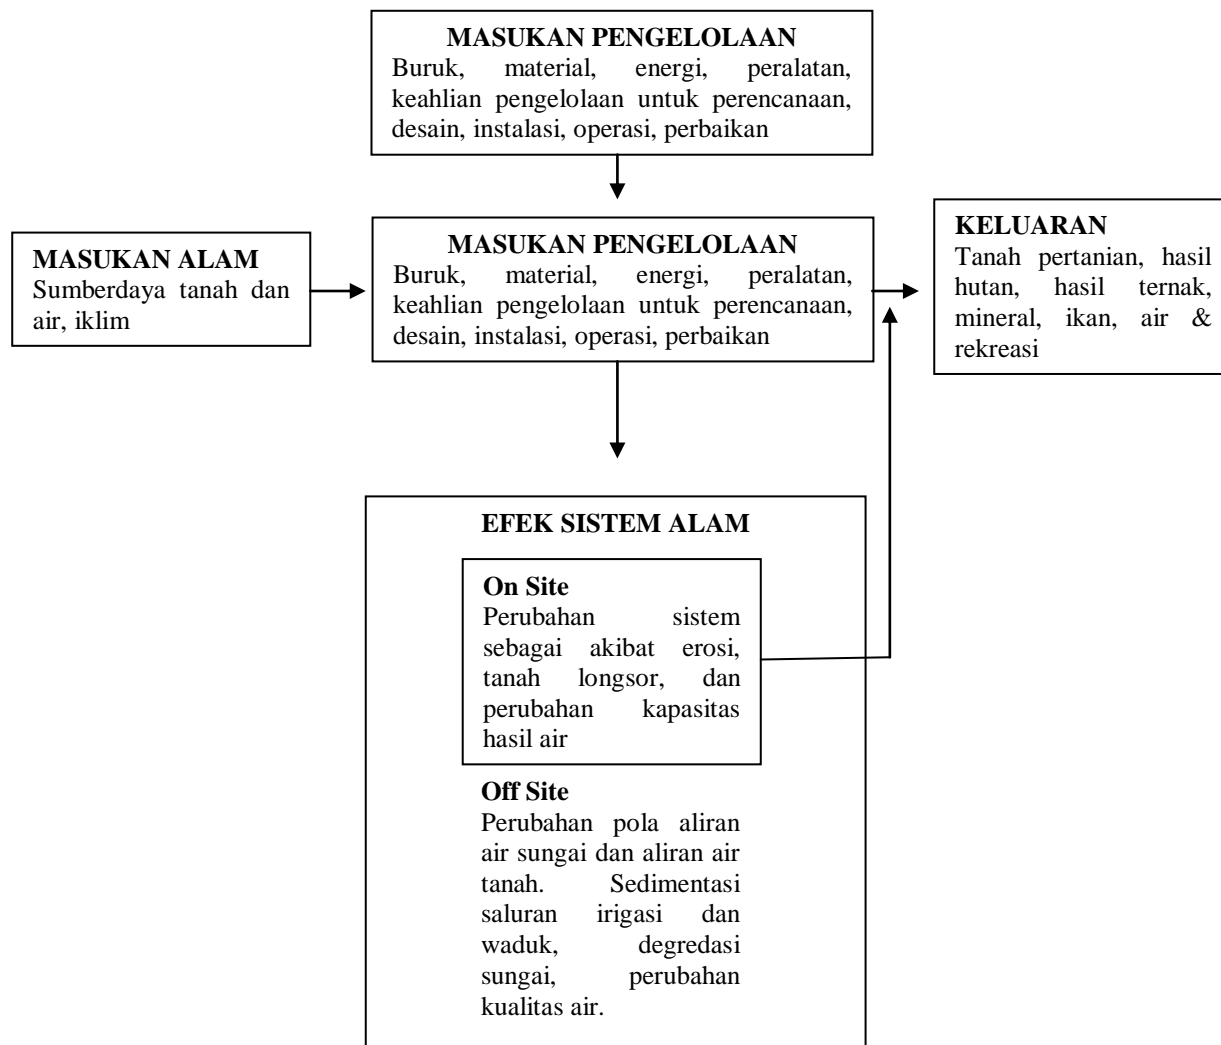 MASUKAN PENGELOLAAN
Buruk, material, energi, peralatan,
keahlian pengelolaan untuk perencanaan,
desain, instalasi, operasi, perbaikan
MASUKAN ALAM
Sumberdaya tanah dan
air, iklim
MASUKAN PENGELOLAAN
Buruk, material, energi, peralatan,
keahlian pengelolaan untuk perencanaan,
desain, instalasi, operasi, perbaikan
KELUARAN
Tanah pertanian, hasil
hutan, hasil ternak,
mineral, ikan, air &
rekreasi
EFEK SISTEM ALAM
On Site
Perubahan sistem
sebagai akibat erosi,
tanah longsor, dan
perubahan kapasitas
hasil air
Off Site
Perubahan pola aliran
air sungai dan aliran air
tanah. Sedimentasi
saluran irigasi dan
waduk, degredasi
sungai, perubahan
kualitas air.